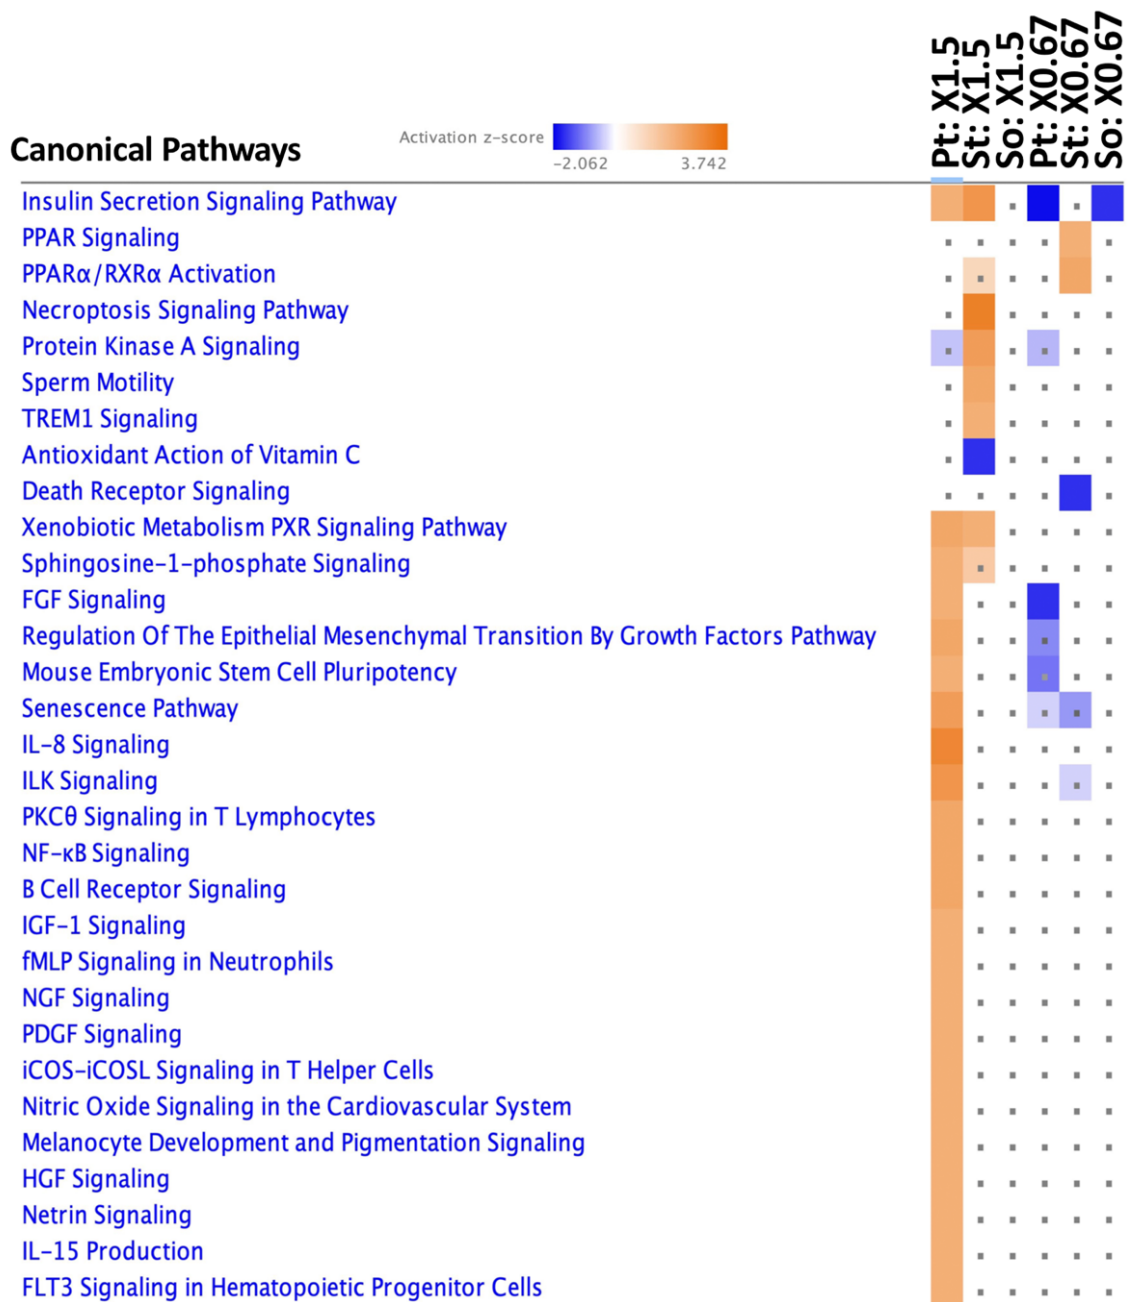 Pt: X1.5
St: X1.5
So: X1.5
Pt: X0.67
St: X0.67
So: X0.67
Canonical Pathways
Activation z-score
-2.062 3.742
Insulin Secretion Signaling Pathway
PPAR Signaling
PPARα/RXRα Activation
Necroptosis Signaling Pathway
Protein Kinase A Signaling
Sperm Motility
TREM1 Signaling
Antioxidant Action of Vitamin C
Death Receptor Signaling
Xenobiotic Metabolism PXR Signaling Pathway
Sphingosine-1-phosphate Signaling
FGF Signaling
Regulation Of The Epithelial Mesenchymal Transition By Growth Factors Pathway
Mouse Embryonic Stem Cell Pluripotency
Senescence Pathway
IL-8 Signaling
ILK Signaling
PKCθ Signaling in T Lymphocytes
NF-κB Signaling
B Cell Receptor Signaling
IGF-1 Signaling
fMLP Signaling in Neutrophils
NGF Signaling
PDGF Signaling
iCOS-iCOSL Signaling in T Helper Cells
Nitric Oxide Signaling in the Cardiovascular System
Melanocyte Development and Pigmentation Signaling
HGF Signaling
Netrin Signaling
IL-15 Production
FLT3 Signaling in Hematopoietic Progenitor Cells